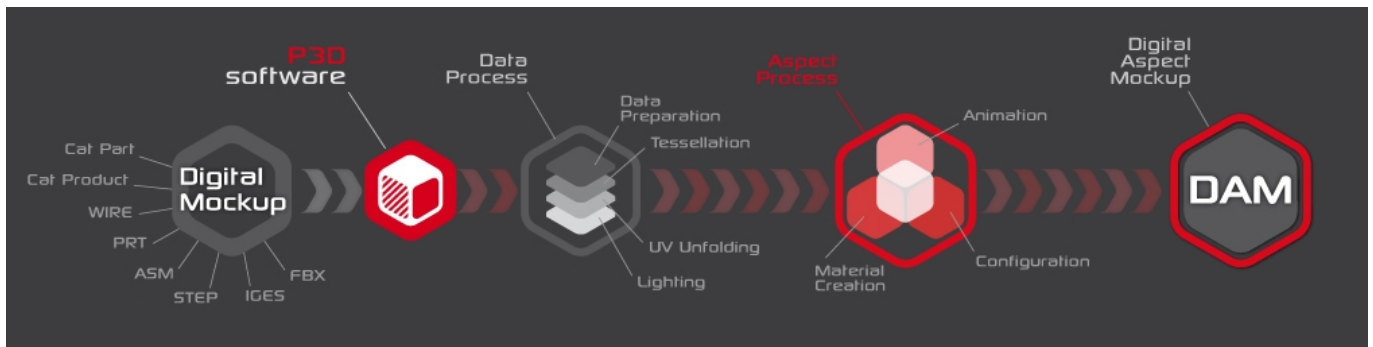 Cat Part
Cat Product
WIRE
PRT
ASM
STEP
IGES
FBX
Digital
Mockup
P3D
software
Data
Process
Data
Preparation
Tessellation
UV Unfolding
Lighting
Aspect
Process
Animation
Material
Creation
Configuration
Digital
Aspect
Mockup
DAM